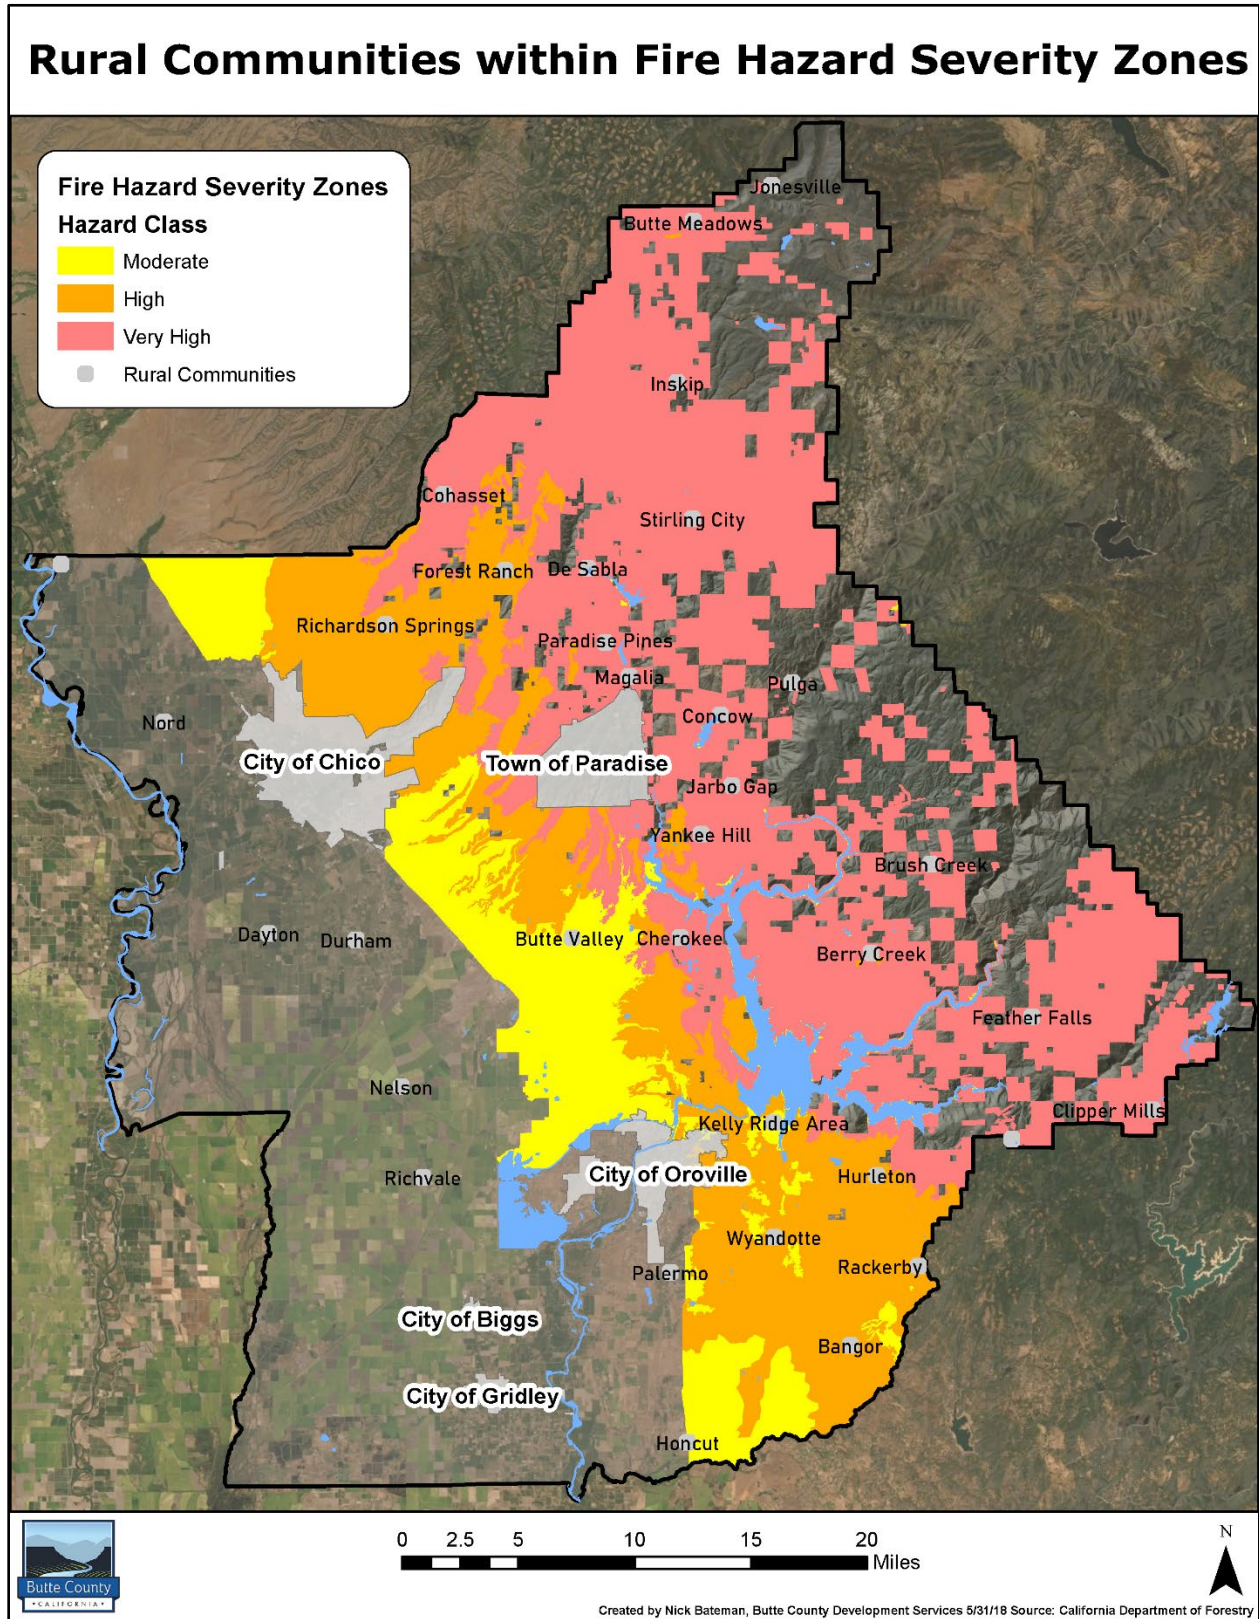 Rural Communities within Fire Hazard Severity Zones
Fire Hazard Severity Zones
Hazard Class
Moderate
High
Very High
Rural Communities
Jonesville
Butte Meadows
Inskip
Cohasset
Stirling City
Forest Ranch
De Sabla
Richardson Springs
Paradise Pines
Magalia
Pulga
Nord
Concow
City of Chico
Town of Paradise
Jarbo Gap
Yankee Hill
Brush Creek
Dayton
Durham
Butte Valley
Cherokee
Berry Creek
Feather Falls
Nelson
Clipper Mills
Kelly Ridge Area
Richvale
City of Oroville
Hurleton
Wyandotte
Palermo
Rackerby
City of Biggs
Bangor
City of Gridley
Honcut
Butte County
• CALIFORNIA •
0 2.5 5 10 15 20
Miles
N
Created by Nick Bateman, Butte County Development Services 5/31/18 Source: California Department of Forestry